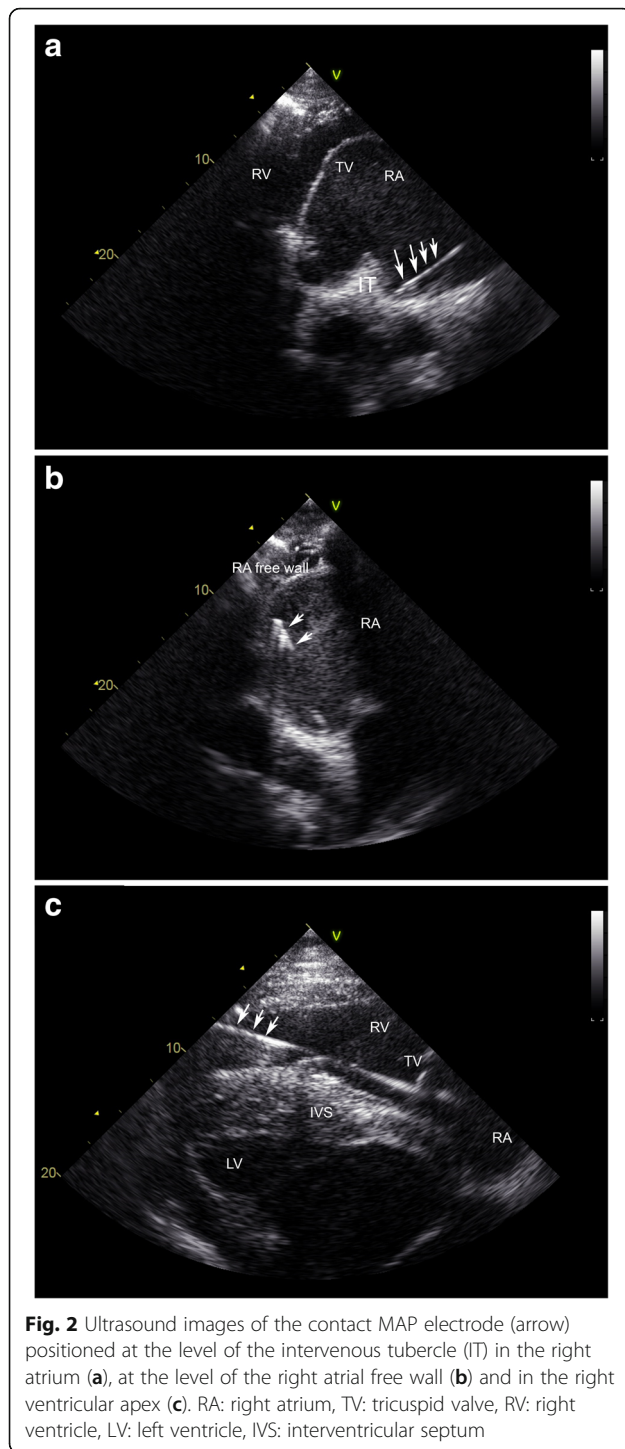 a
V
10
RV
TV
RA
20
IT
b
V
RA free wall
10
RA
20
c
V
RV
10
TV
IVS
RA
LV
20
Fig. 2 Ultrasound images of the contact MAP electrode (arrow)
positioned at the level of the intervenous tubercle (IT) in the right
atrium (a), at the level of the right atrial free wall (b) and in the right
ventricular apex (c). RA: right atrium, TV: tricuspid valve, RV: right
ventricle, LV: left ventricle, IVS: interventricular septum